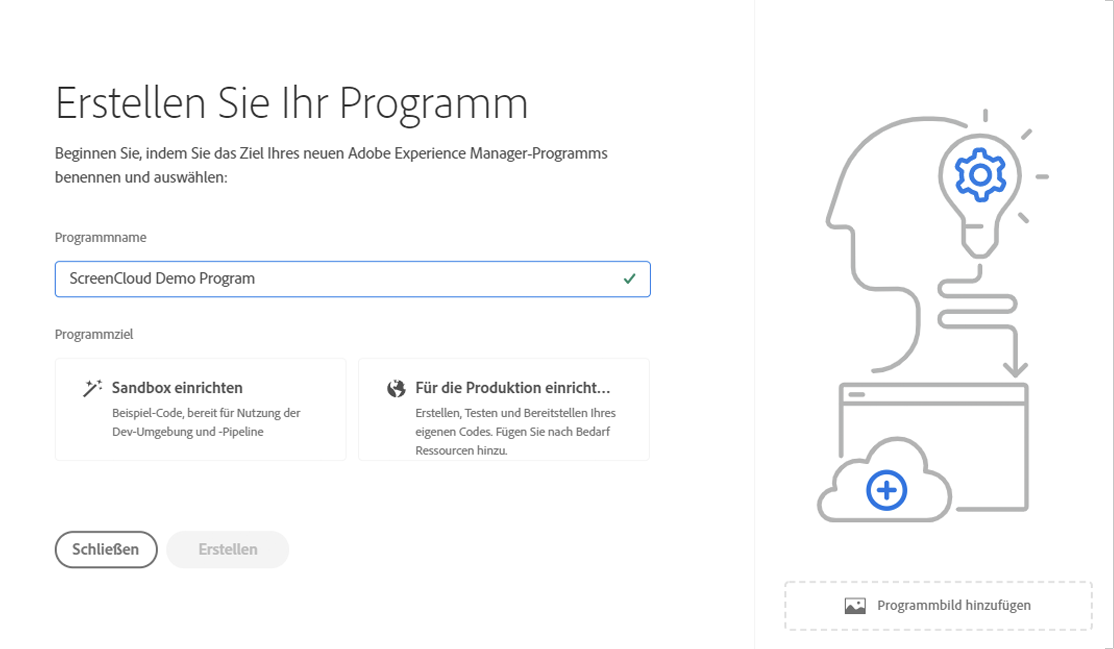 Erstellen Sie Ihr Programm
Beginnen Sie, indem Sie das Ziel Ihres neuen Adobe Experience Manager-Programms
benennen und auswählen:
Programmname
ScreenCloud Demo Program
Programmziel
Sandbox einrichten
Beispiel-Code, bereit für Nutzung der
Dev-Umgebung und -Pipeline
Für die Produktion einricht...
Erstellen, Testen und Bereitstellen Ihres
eigenen Codes. Fügen Sie nach Bedarf
Ressourcen hinzu.
Schließen
Erstellen
Programmbild hinzufügen